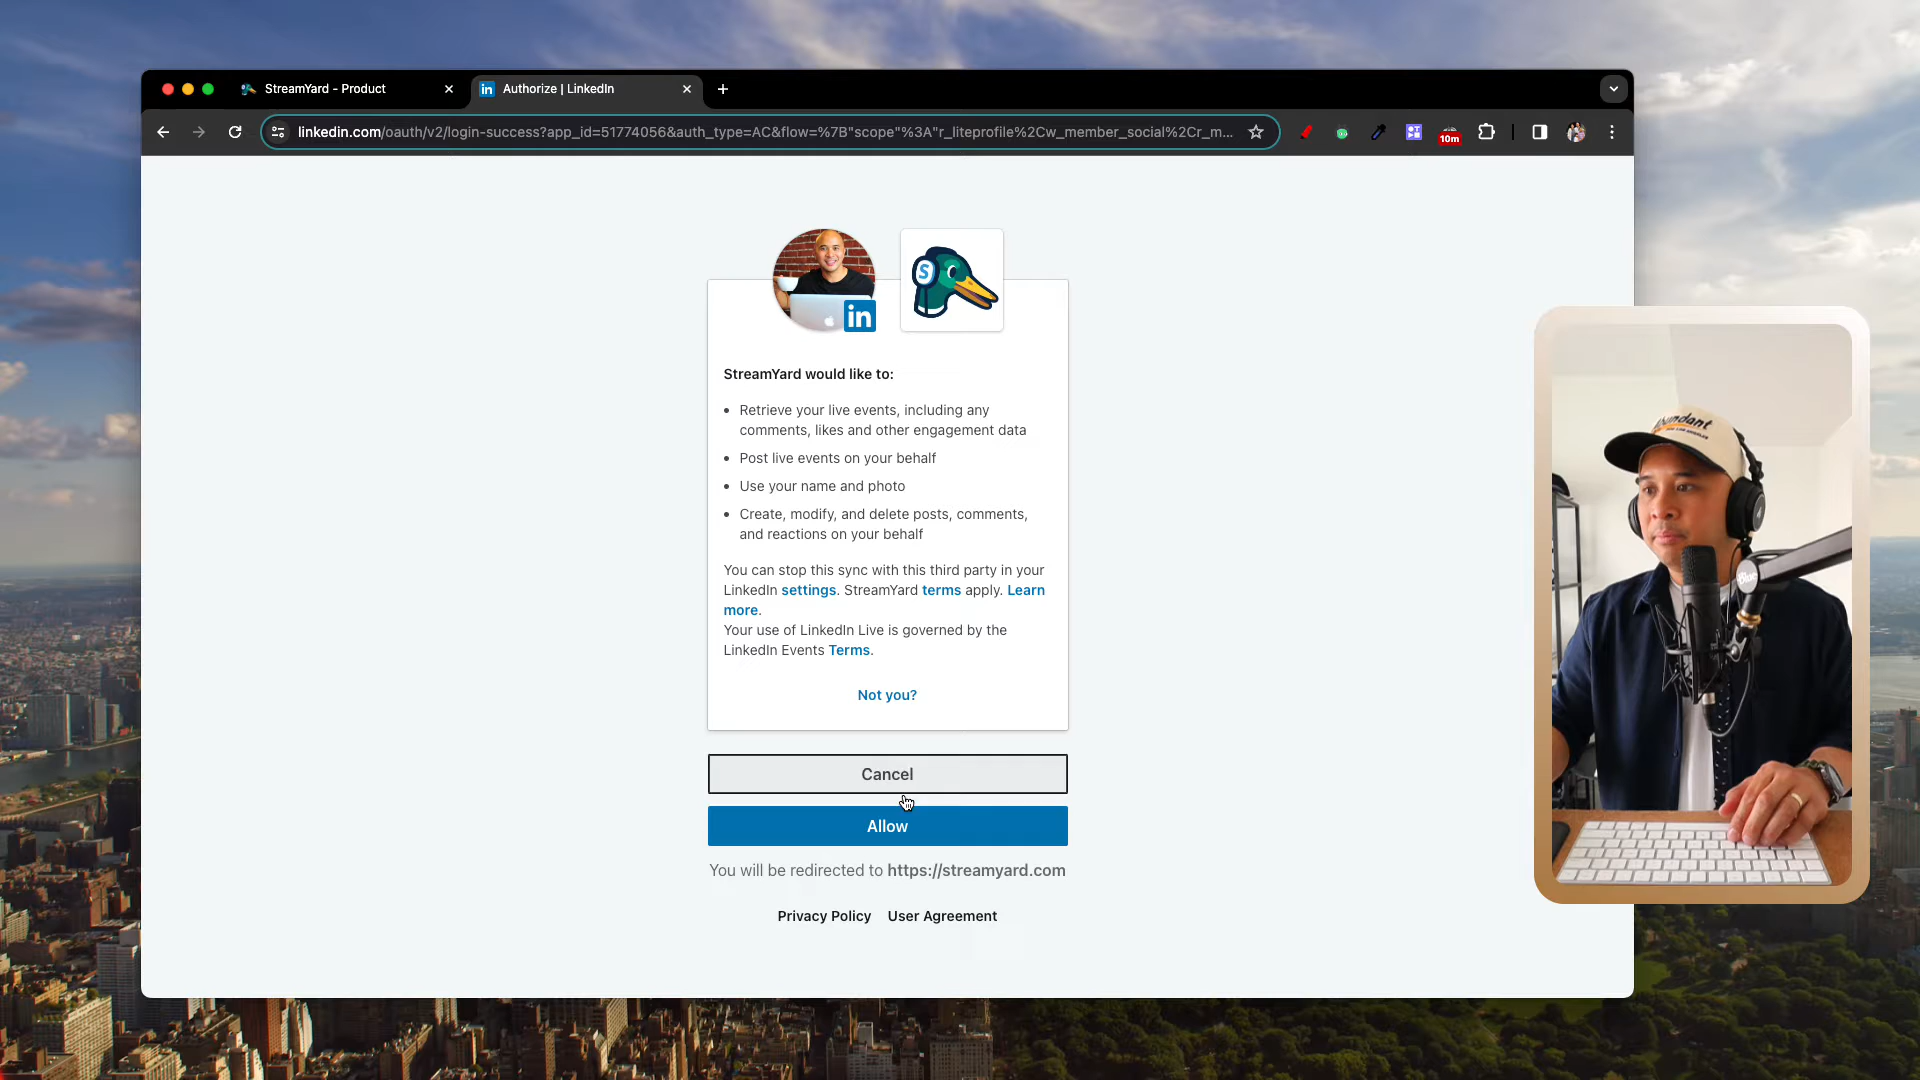 StreamYard - Product
in Authorize | LinkedIn
linkedin.com/oauth/v2/login-success?app_id=51774056&auth_type=AC&flow=%7B"scope"%3A"r_liteprofile%2Cw_member_social%2Cr_m...
10m
in
S
StreamYard would like to:
Retrieve your live events, including any
comments, likes and other engagement data
Post live events on your behalf
Use your name and photo
Create, modify, and delete posts, comments,
and reactions on your behalf
You can stop this sync with this third party in your
LinkedIn settings. StreamYard terms apply. Learn
more.
Your use of LinkedIn Live is governed by the
LinkedIn Events Terms.
Not you?
Cancel
Allow
You will be redirected to https://streamyard.com
Privacy Policy User Agreement